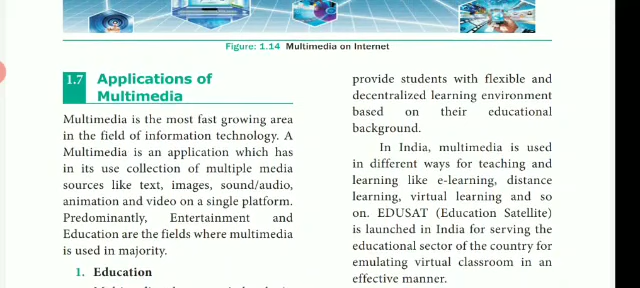 Figure: 1.14 Multimedia on Internet
1.7 Applications of
Multimedia
Multimedia is the most fast growing area
in the field of information technology. A
Multimedia is an application which has
in its use collection of multiple media
sources like text, images, sound/audio,
animation and video on a single platform.
Predominantly, Entertainment and
Education are the fields where multimedia
is used in majority.
1. Education
provide students with flexible and
decentralized learning environment
based on their educational
background.
In India, multimedia is used
in different ways for teaching and
learning like e-learning, distance
learning, virtual learning and so
on. EDUSAT (Education Satellite)
is launched in India for serving the
educational sector of the country for
emulating virtual classroom in an
effective manner.